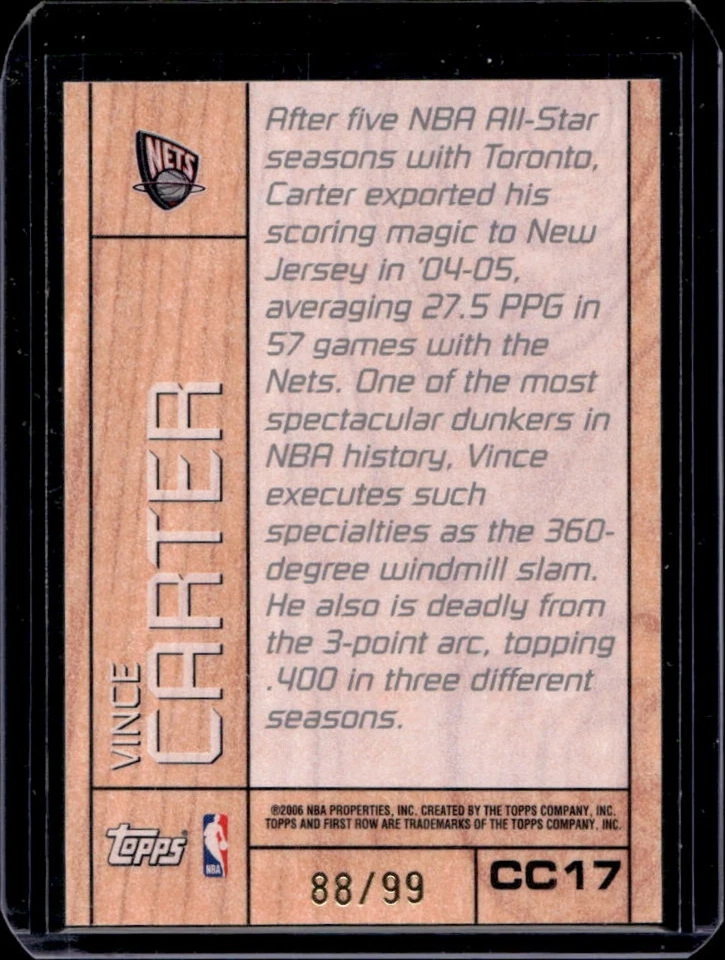 NETS
VINCE
CARTER
After five NBA All-Star
seasons with Toronto,
Carter exported his
scoring magic to New
Jersey in '04-05,
averaging 27.5 PPG in
57 games with the
Nets. One of the most
spectacular dunkers in
NBA history, Vince
executes such
specialties as the 360-
degree windmill slam.
He also is deadly from
the 3-point arc, topping
.400 in three different
seasons.
Topps®
NBA
©2006 NBA PROPERTIES, INC. CREATED BY THE TOPPS COMPANY, INC.
TOPPS AND FIRST ROW ARE TRADEMARKS OF THE TOPPS COMPANY, INC.
88/99
CC17